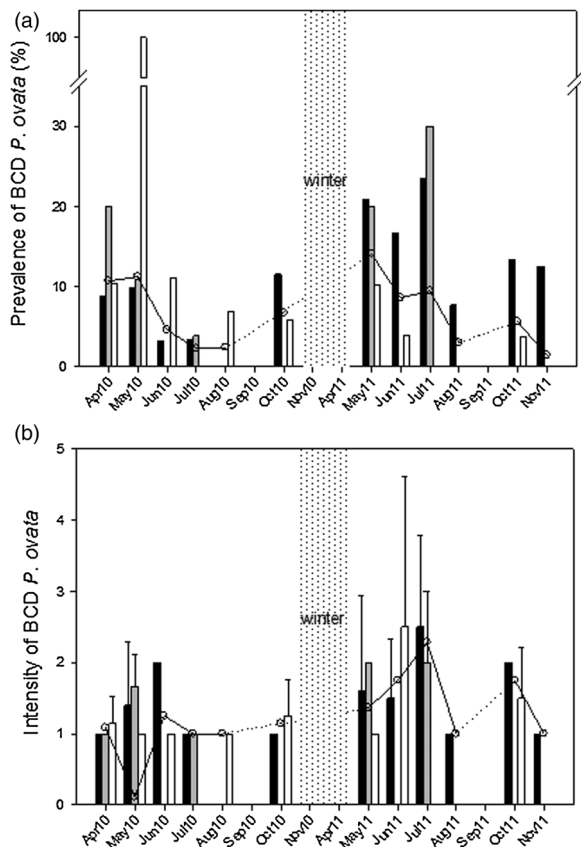 (a)
Prevalence of BCD P. ovata (%)
100
30
20
10
0
winter
Apr10 May10 Jun10 Jul10 Aug10 Sep10 Oct10 Nov10 Apr11 May11 Jun11 Jul11 Aug11 Sep11 Oct11 Nov11
(b)
Intensity of BCD P. ovata
5
4
3
2
1
0
winter
Apr10 May10 Jun10 Jul10 Aug10 Sep10 Oct10 Nov10 Apr11 May11 Jun11 Jul11 Aug11 Sep11 Oct11 Nov11